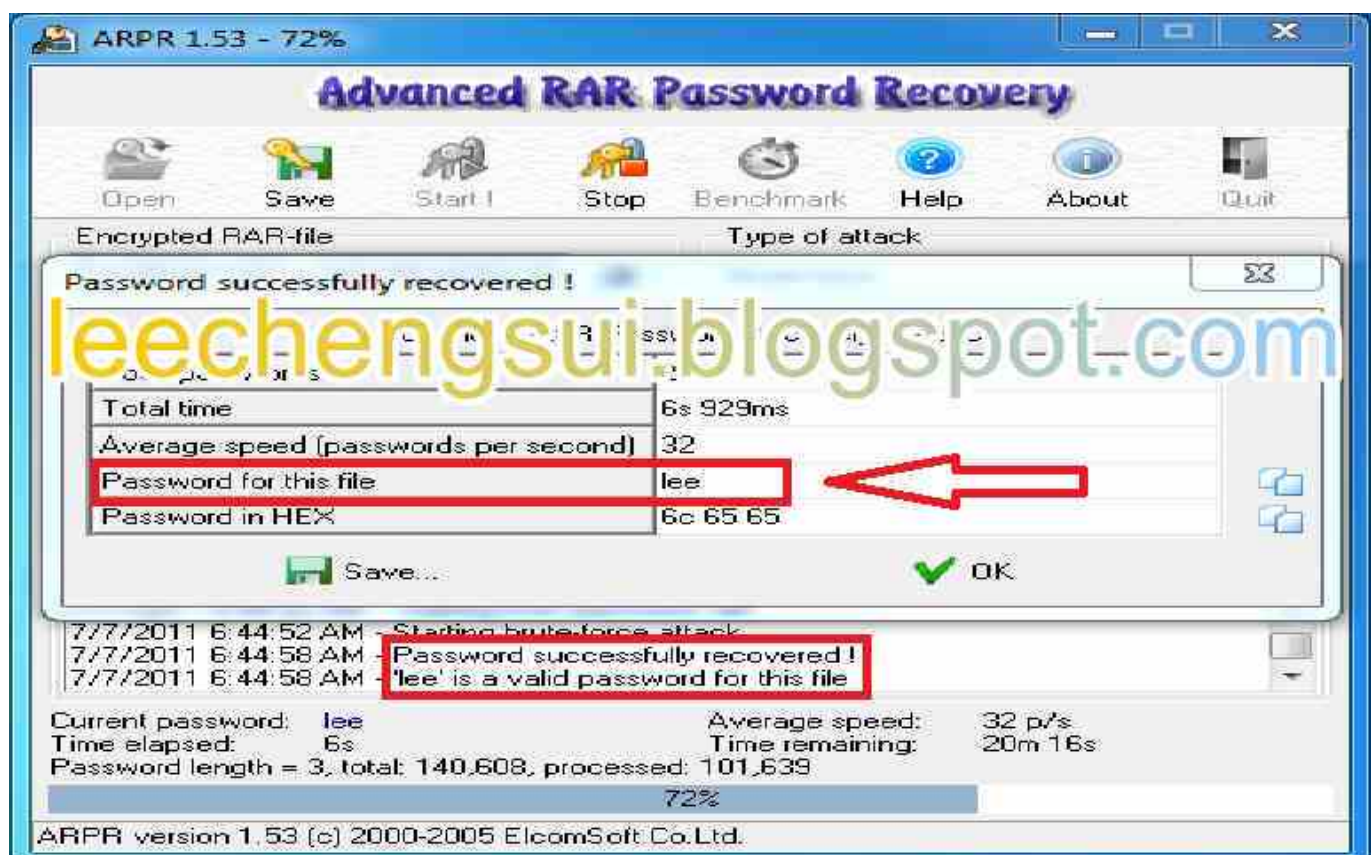 ARPR 1.53 - 72%
Advanced RAR Password Recovery
Open Save Start ! Stop Benchmark Help About Quit
Encrypted RAR-file Type of attack
Password successfully recovered !
leechengsui.blogspot.com
Total time 6s 929ms
Average speed (passwords per second) 32
Password for this file lee
Password in HEX 6c 65 65
Save... OK
7/7/2011 6:44:52 AM - Starting brute-force attack
7/7/2011 6:44:58 AM - Password successfully recovered !
7/7/2011 6:44:58 AM - 'lee' is a valid password for this file
Current password: lee Average speed: 32 p/s
Time elapsed: 6s Time remaining: 20m 16s
Password length = 3, total: 140,608, processed: 101,639
72%
ARPR version 1.53 (c) 2000-2005 ElcomSoft Co.Ltd.